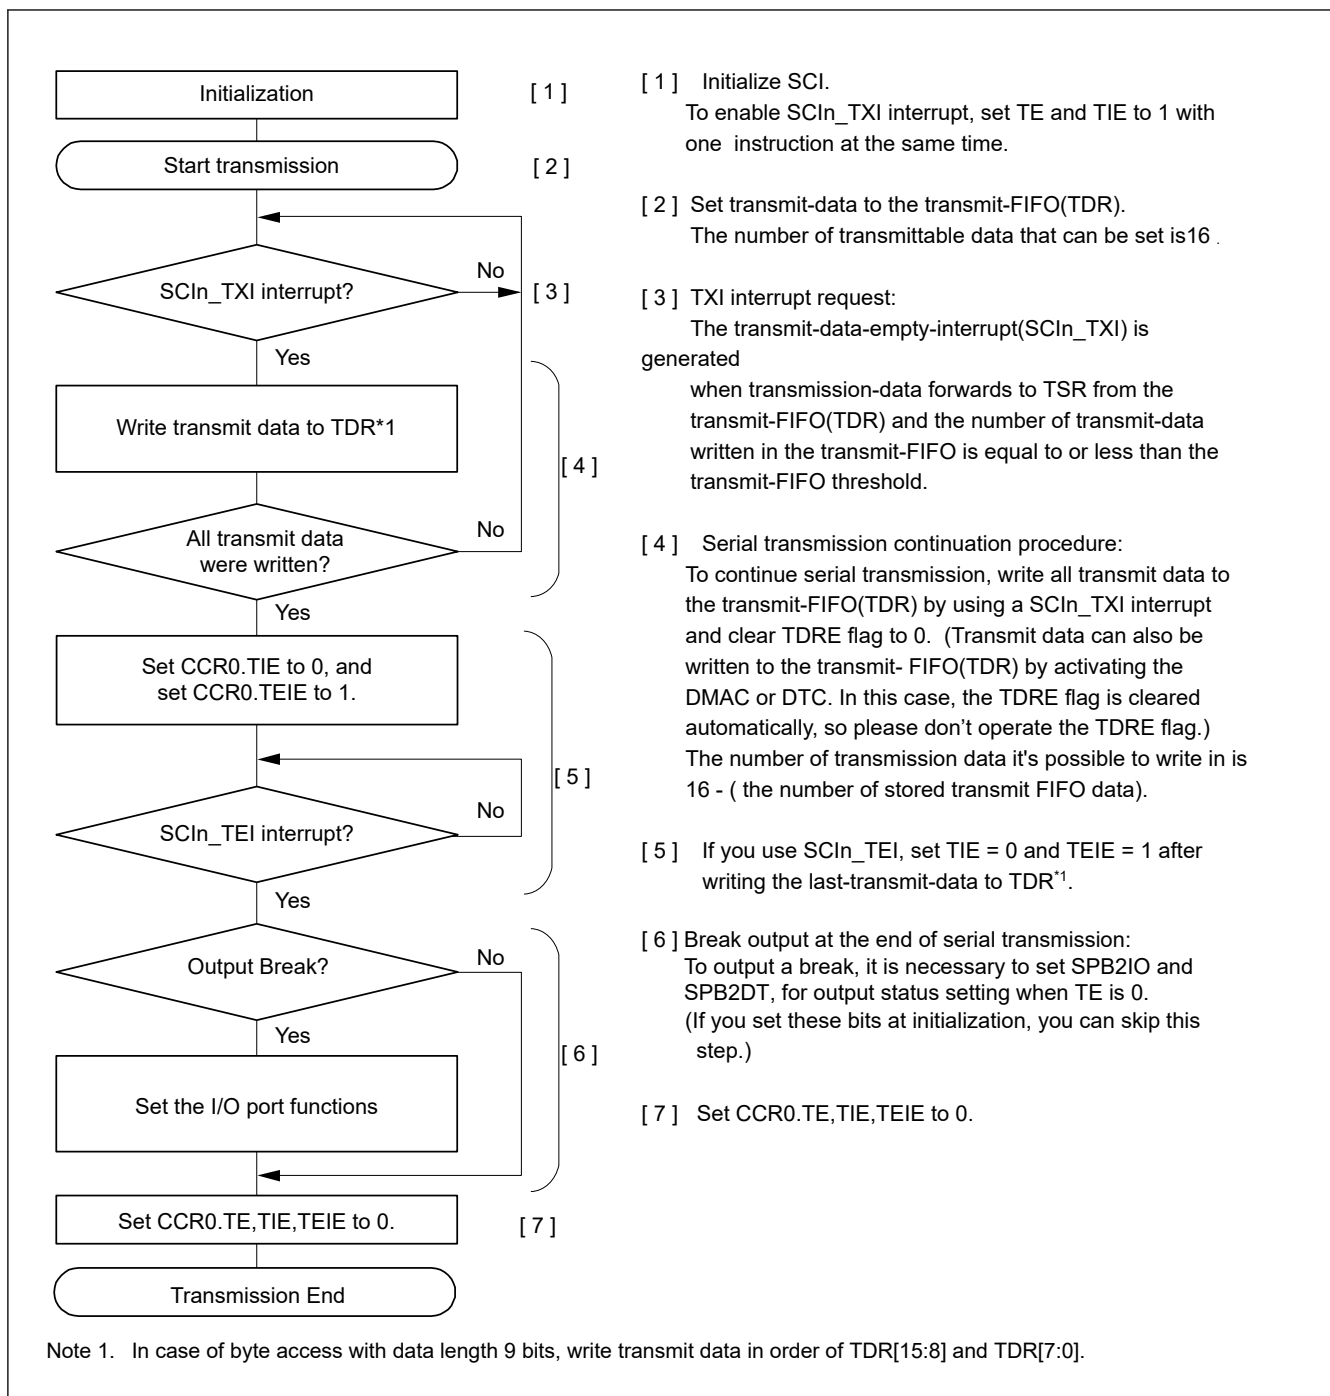 Initialization
[ 1 ]
Start transmission
[ 2 ]
SCIn_TXI interrupt?
No
[ 3 ]
Yes
Write transmit data to TDR*1
[ 4 ]
All transmit data
were written?
No
Yes
Set CCR0.TIE to 0, and
set CCR0.TEIE to 1.
[ 5 ]
SCIn_TEI interrupt?
No
Yes
Output Break?
No
Yes
[ 6 ]
Set the I/O port functions
Set CCR0.TE,TIE,TEIE to 0.
[ 7 ]
Transmission End
[ 1 ] Initialize SCI.
To enable SCIn_TXI interrupt, set TE and TIE to 1 with
one instruction at the same time.
[ 2 ] Set transmit-data to the transmit-FIFO(TDR).
The number of transmittable data that can be set is16 .
[ 3 ] TXI interrupt request:
The transmit-data-empty-interrupt(SCIn_TXI) is
generated
when transmission-data forwards to TSR from the
transmit-FIFO(TDR) and the number of transmit-data
written in the transmit-FIFO is equal to or less than the
transmit-FIFO threshold.
[ 4 ] Serial transmission continuation procedure:
To continue serial transmission, write all transmit data to
the transmit-FIFO(TDR) by using a SCIn_TXI interrupt
and clear TDRE flag to 0. (Transmit data can also be
written to the transmit- FIFO(TDR) by activating the
DMAC or DTC. In this case, the TDRE flag is cleared
automatically, so please don’t operate the TDRE flag.)
The number of transmission data it's possible to write in is
16 - ( the number of stored transmit FIFO data).
[ 5 ] If you use SCIn_TEI, set TIE = 0 and TEIE = 1 after
writing the last-transmit-data to TDR*1.
[ 6 ] Break output at the end of serial transmission:
To output a break, it is necessary to set SPB2IO and
SPB2DT, for output status setting when TE is 0.
(If you set these bits at initialization, you can skip this
step.)
[ 7 ] Set CCR0.TE,TIE,TEIE to 0.
Note 1. In case of byte access with data length 9 bits, write transmit data in order of TDR[15:8] and TDR[7:0].